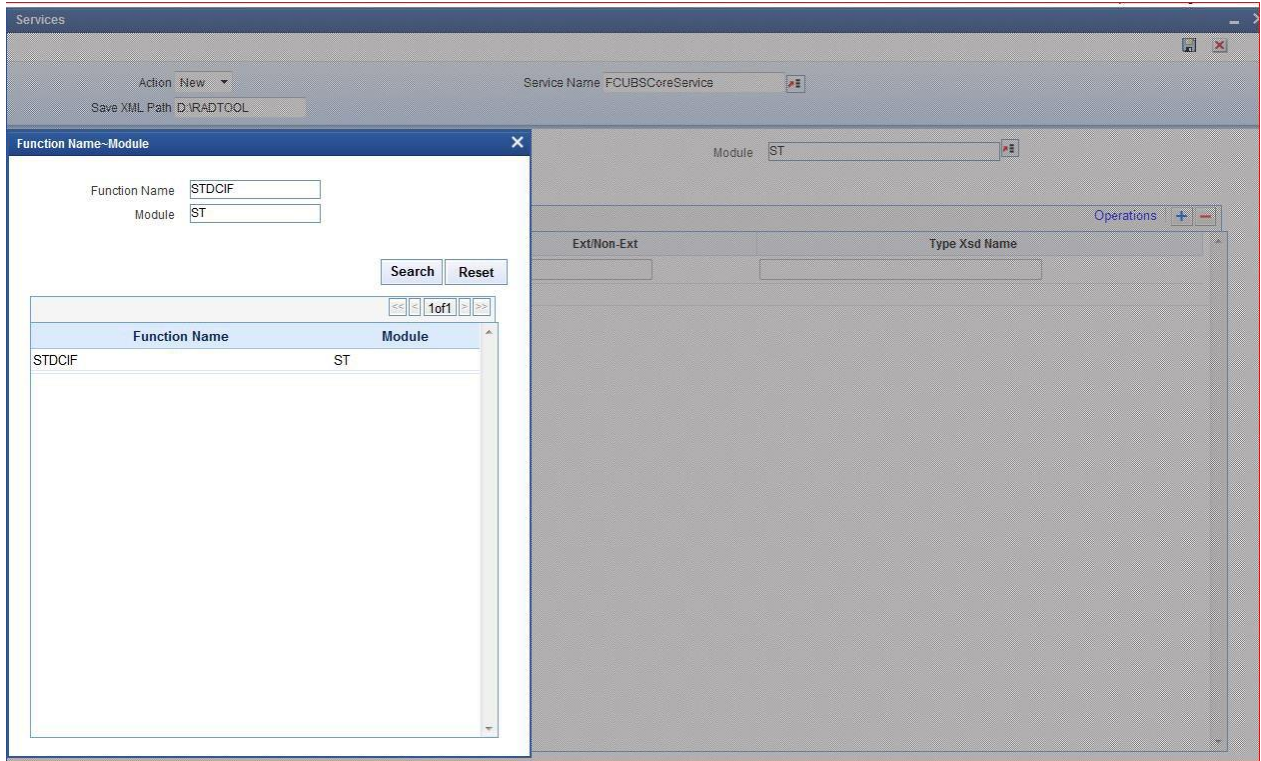 Services
Action New
Service Name FCUBSCoreService
Save XML Path D:\RADTOOL
Function Name~Module
Module ST
Function Name STDCIF
Module ST
Operations
Ext/Non-Ext Type Xsd Name
Search Reset
<< < 1of1 > >>
Function Name Module
STDCIF ST